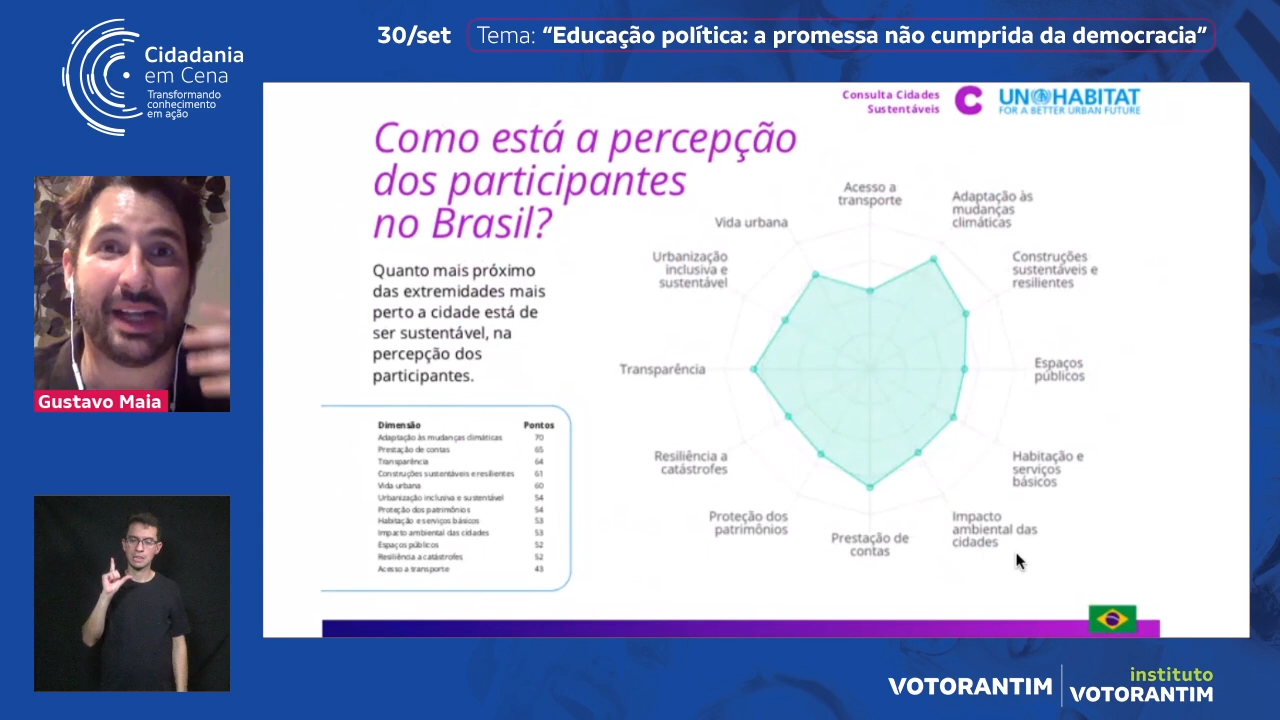 Cidadania
em Cena
Transformando
conhecimento
em ação
30/set
Tema: “Educação política: a promessa não cumprida da democracia”
Gustavo Maia
Consulta Cidades
Sustentáveis
C
UN HABITAT
FOR A BETTER URBAN FUTURE
Como está a percepção
dos participantes
no Brasil?
Quanto mais próximo
das extremidades mais
perto a cidade está de
ser sustentável, na
percepção dos
participantes.
Dimensão Pontos
Adaptação às mudanças climáticas 70
Prestação de contas 65
Transparência 64
Construções sustentáveis e resilientes 61
Vida urbana 60
Urbanização inclusiva e sustentável 54
Proteção dos patrimônios 54
Habitação e serviços básicos 53
Impacto ambiental das cidades 53
Espaços públicos 52
Resiliência a catástrofes 52
Acesso a transporte 43
Acesso a
transporte
Adaptação às
mudanças
climáticas
Construções
sustentáveis e
resilientes
Espaços
públicos
Habitação e
serviços
básicos
Impacto
ambiental das
cidades
Prestação de
contas
Proteção dos
patrimônios
Resiliência a
catástrofes
Transparência
Urbanização
inclusiva e
sustentável
Vida urbana
VOTORANTIM
instituto
VOTORANTIM